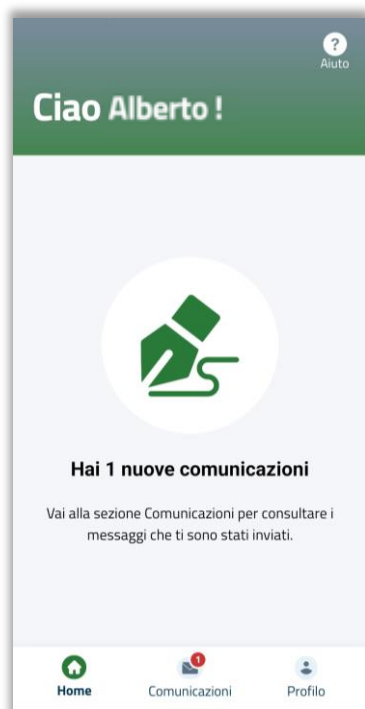 ?
Aiuto
Ciao Alberto !
Hai 1 nuove comunicazioni
Vai alla sezione Comunicazioni per consultare i
messaggi che ti sono stati inviati.
1
Home
Comunicazioni
Profilo